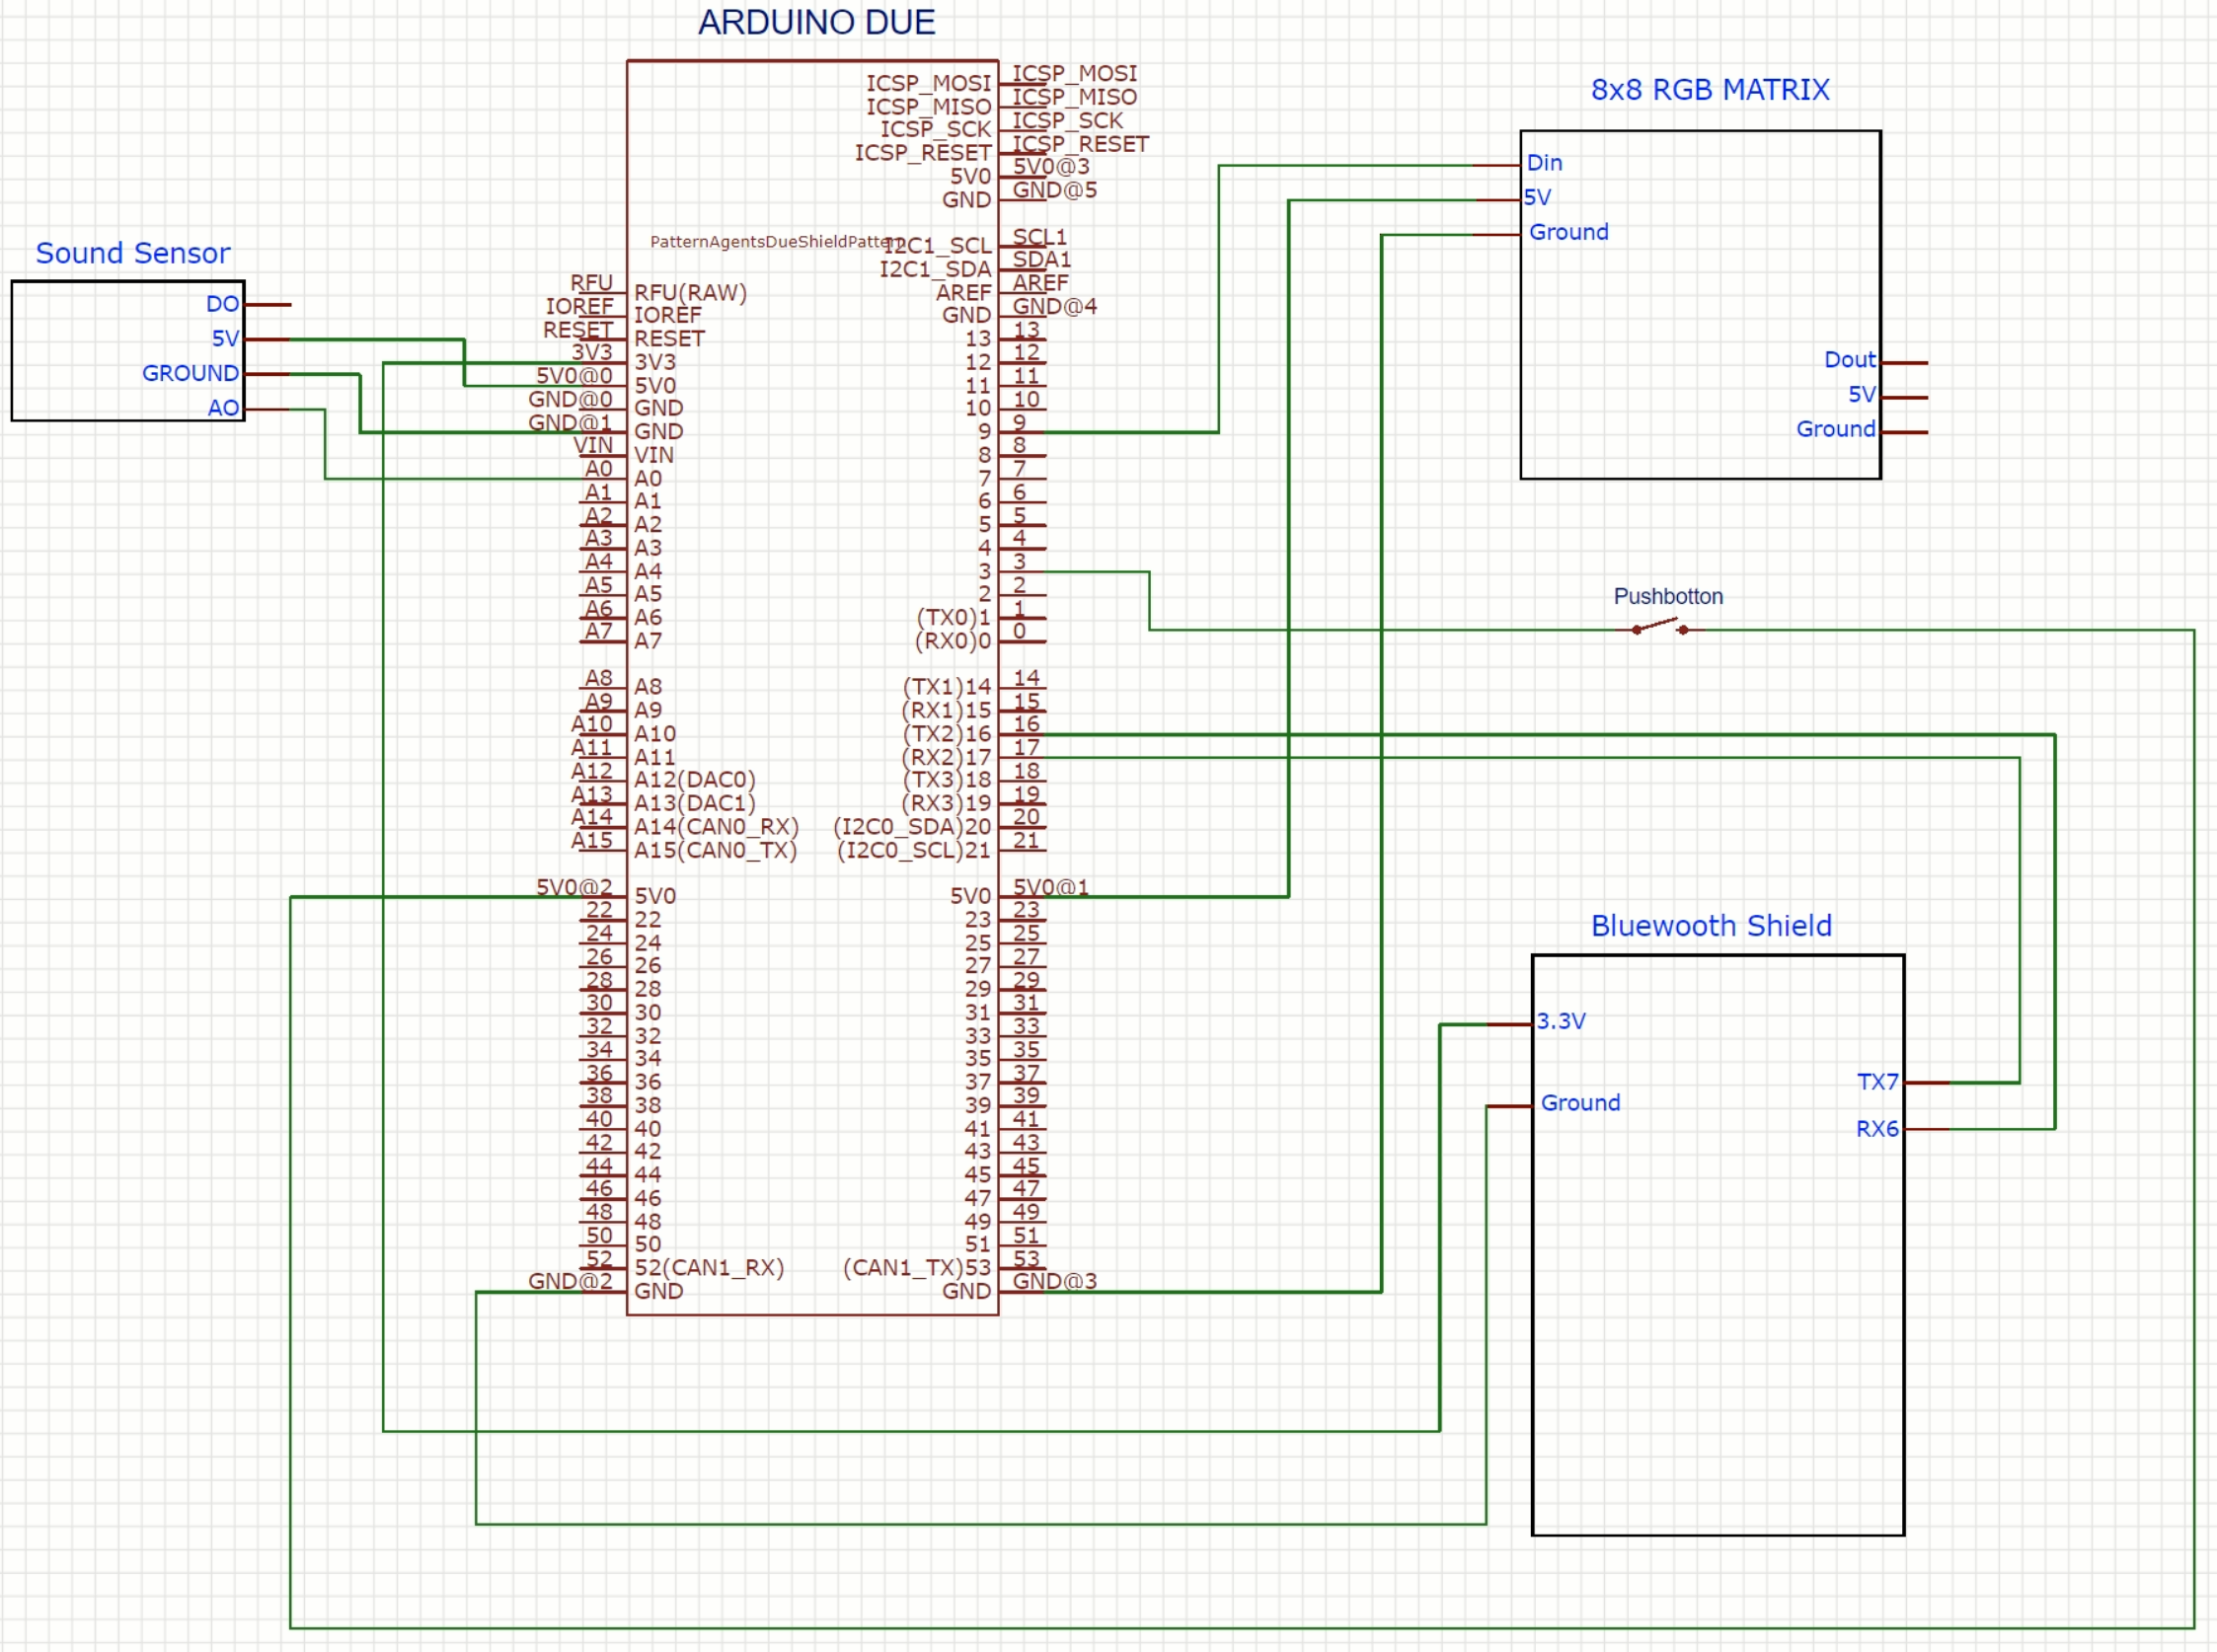 ARDUINO DUE
ICSP_MOSI ICSP_MOSI
ICSP_MISO ICSP_MISO
ICSP_SCK ICSP_SCK
ICSP_RESET ICSP_RESET
5V0 5V0@3
GND GND@5
PatternAgentsDueShieldPattern
I2C1_SCL SCL1
I2C1_SDA SDA1
RFU RFU(RAW) AREF AREF
IOREF IOREF GND GND@4
RESET RESET 13 13
3V3 3V3 12 12
5V0@0 5V0 11 11
GND@0 GND 10 10
GND@1 GND 9 9
VIN VIN 8 8
A0 A0 7 7
A1 A1 6 6
A2 A2 5 5
A3 A3 4 4
A4 A4 3 3
A5 A5 2 2
A6 A6 (TX0)1 1
A7 A7 (RX0)0 0
A8 A8 (TX1)14 14
A9 A9 (RX1)15 15
A10 A10 (TX2)16 16
A11 A11 (RX2)17 17
A12 A12(DAC0) (TX3)18 18
A13 A13(DAC1) (RX3)19 19
A14 A14(CAN0_RX) (I2C0_SDA)20 20
A15 A15(CAN0_TX) (I2C0_SCL)21 21
5V0@2 5V0 5V0 5V0@1
22 22 23 23
24 24 25 25
26 26 27 27
28 28 29 29
30 30 31 31
32 32 33 33
34 34 35 35
36 36 37 37
38 38 39 39
40 40 41 41
42 42 43 43
44 44 45 45
46 46 47 47
48 48 49 49
50 50 51 51
52 52(CAN1_RX) (CAN1_TX)53 53
GND@2 GND GND GND@3
Sound Sensor
DO
5V
GROUND
AO
8x8 RGB MATRIX
Din
5V
Ground
Dout
5V
Ground
Pushbotton
Bluewooth Shield
3.3V
Ground
TX7
RX6